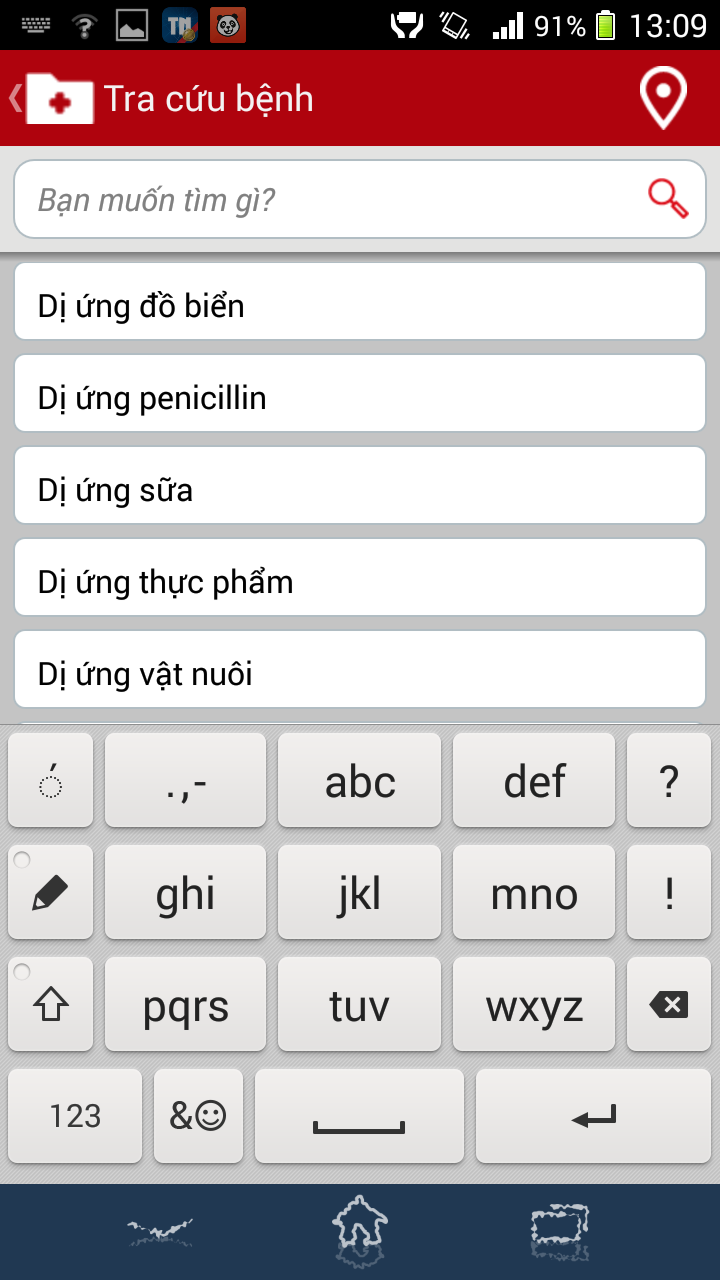 91% 13:09
Tra cứu bệnh
Bạn muốn tìm gì?
Dị ứng đồ biển
Dị ứng penicillin
Dị ứng sữa
Dị ứng thực phẩm
Dị ứng vật nuôi
.,- abc def ?
ghi jkl mno !
pqrs tuv wxyz
123 &